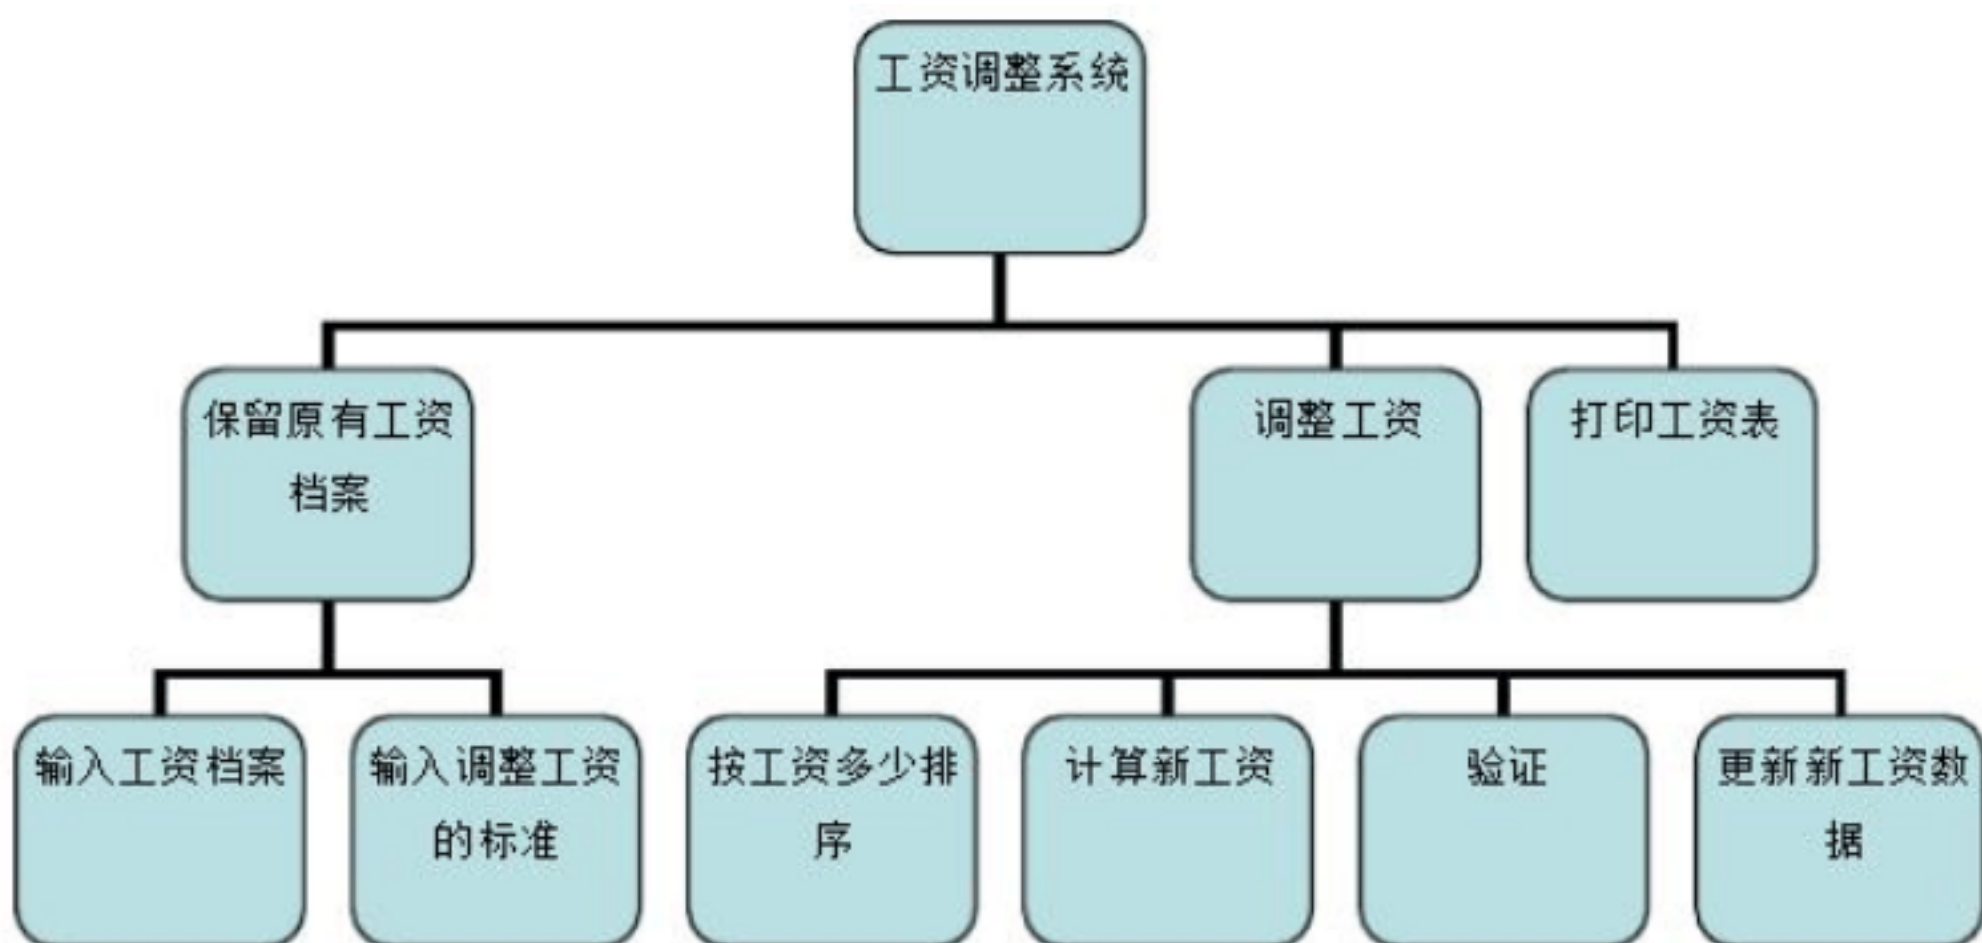 工资调整系统
保留原有工资
档案
调整工资
打印工资表
输入工资档案
输入调整工资
的标准
按工资多少排
序
计算新工资
验证
更新新工资数
据